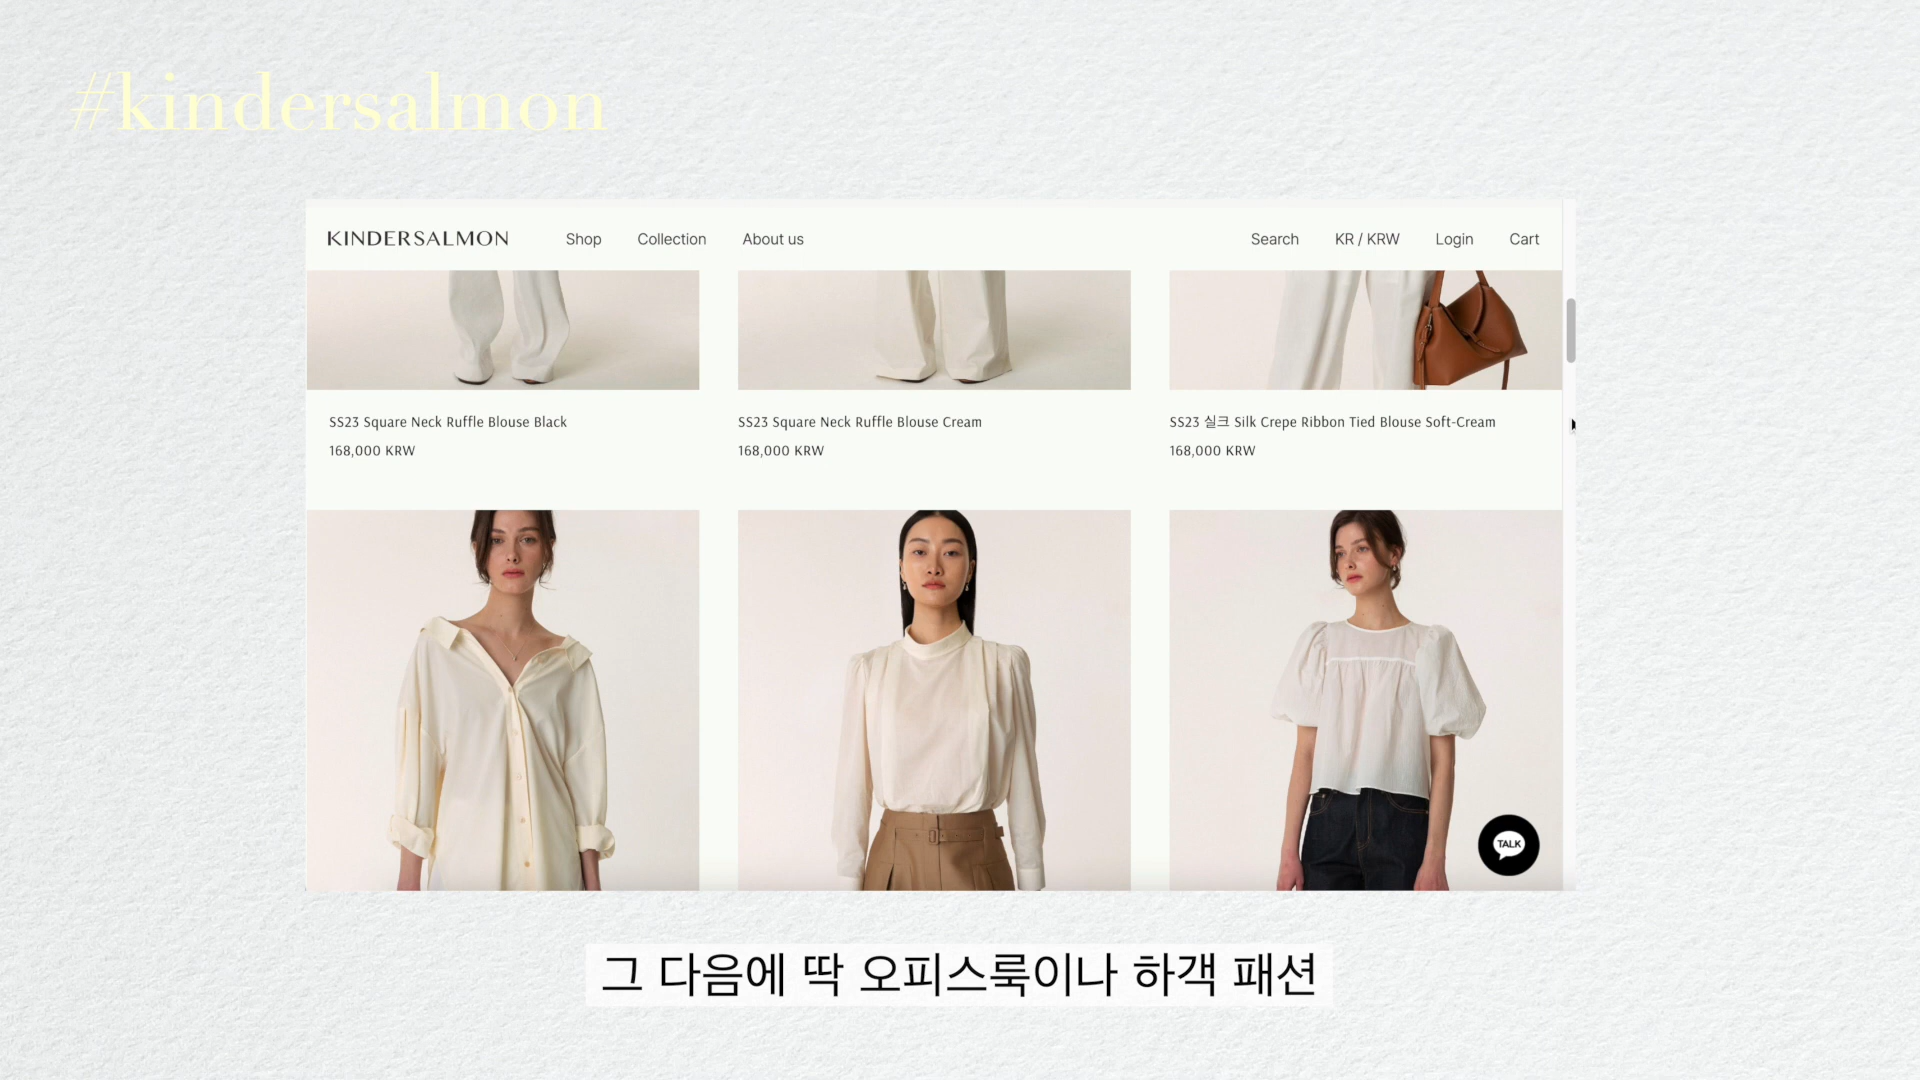 #kindersalmon
KINDERSALMON Shop Collection About us Search KR / KRW Login Cart
SS23 Square Neck Ruffle Blouse Black
168,000 KRW
SS23 Square Neck Ruffle Blouse Cream
168,000 KRW
SS23 실크 Silk Crepe Ribbon Tied Blouse Soft-Cream
168,000 KRW
TALK
그 다음에 딱 오피스룩이나 하객 패션